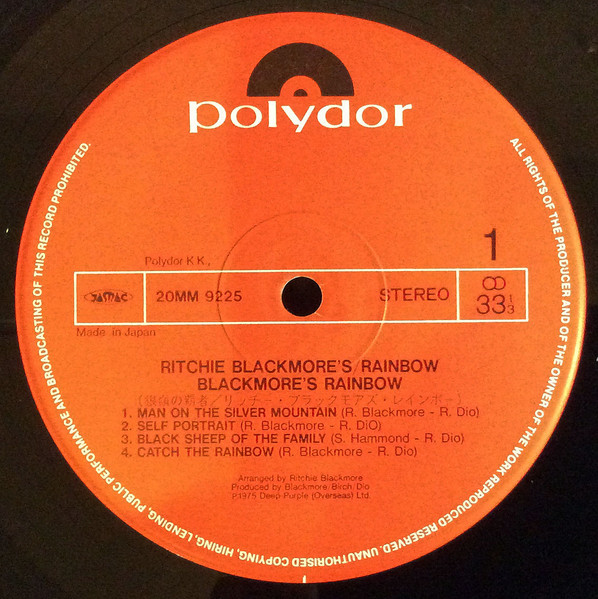 polydor
ALL RIGHTS OF THE PRODUCER AND OF THE OWNER OF THE WORK REPRODUCED RESERVED. UNAUTHORISED COPYING, HIRING, LENDING, PUBLIC PERFORMANCE AND BROADCASTING OF THIS RECORD PROHIBITED.
1
Polydor K.K.,
JASRAC
20MM 9225
STEREO
33 1/3
Made in Japan
RITCHIE BLACKMORE'S RAINBOW
BLACKMORE'S RAINBOW
(銀嶺の覇者/リッチー・ブラックモアズ・レインボー)
1. MAN ON THE SILVER MOUNTAIN (R. Blackmore - R. Dio)
2. SELF PORTRAIT (R. Blackmore - R. Dio)
3. BLACK SHEEP OF THE FAMILY (S. Hammond - R. Dio)
4. CATCH THE RAINBOW (R. Blackmore - R. Dio)
Arranged by Ritchie Blackmore
Produced by Blackmore, Birch, Dio
℗1975 Deep Purple (Overseas) Ltd.